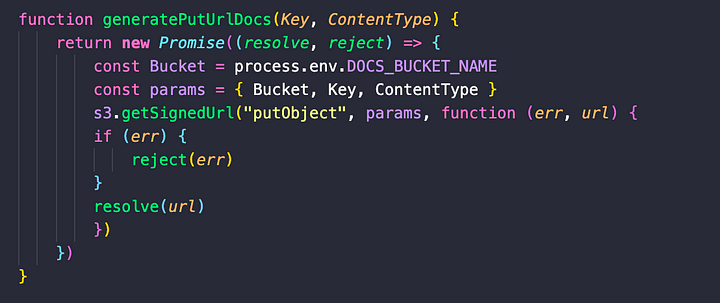 function generatePutUrlDocs(Key, ContentType) {
    return new Promise((resolve, reject) => {
        const Bucket = process.env.DOCS_BUCKET_NAME
        const params = { Bucket, Key, ContentType }
        s3.getSignedUrl("putObject", params, function (err, url) {
        if (err) {
            reject(err)
        }
        resolve(url)
        })
    })
}